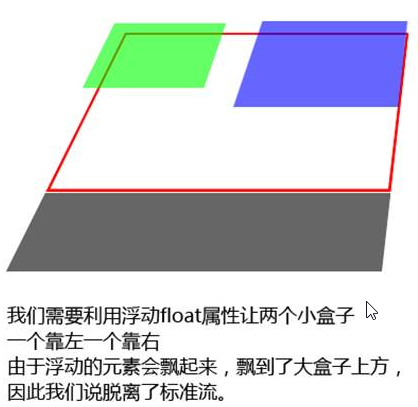 我们需要利用浮动float属性让两个小盒子
一个靠左一个靠右
由于浮动的元素会飘起来，飘到了大盒子上方，
因此我们说脱离了标准流。